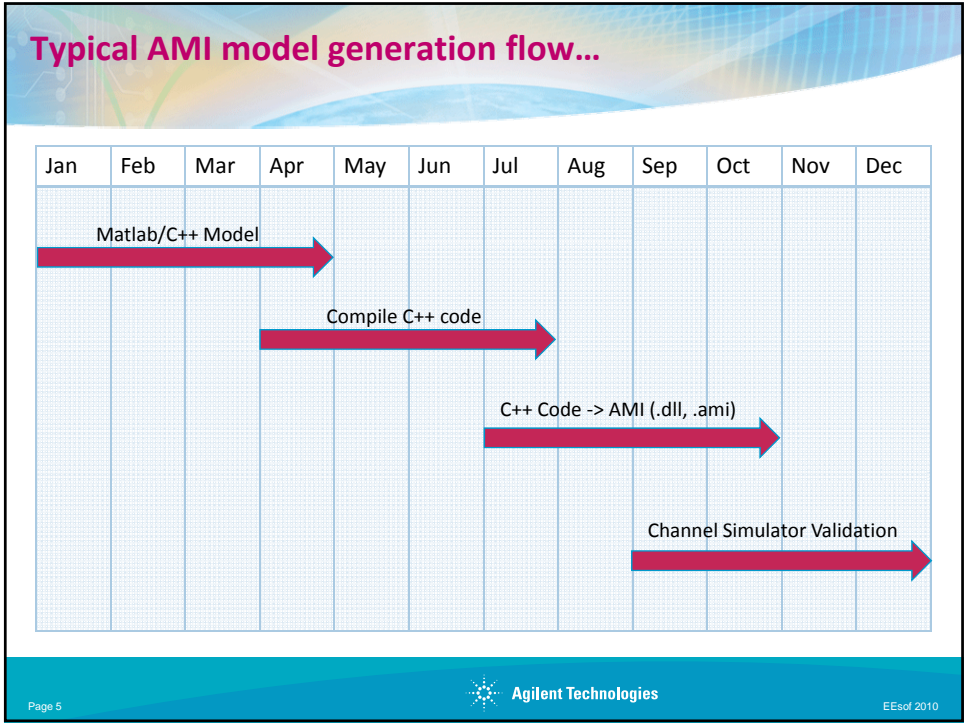 Typical AMI model generation flow…
Jan Feb Mar Apr May Jun Jul Aug Sep Oct Nov Dec
Matlab/C++ Model
Compile C++ code
C++ Code -> AMI (.dll, .ami)
Channel Simulator Validation
Page 5
Agilent Technologies
EEsof 2010